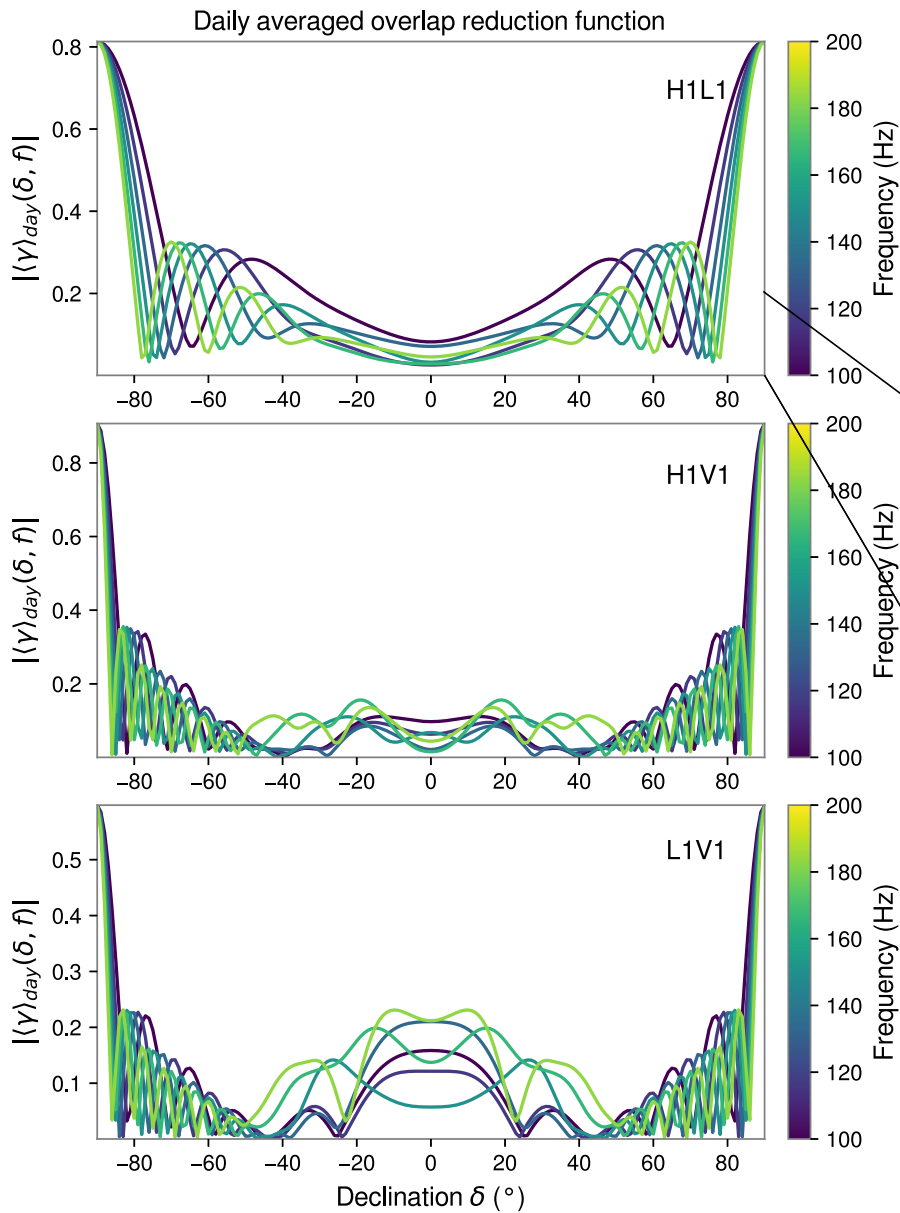 Daily averaged overlap reduction function
|⟨γ⟩day(δ, f)|
0.8
0.6
0.4
0.2
H1L1
−80 −60 −40 −20 0 20 40 60 80
200
180
160
140
120
100
Frequency (Hz)
|⟨γ⟩day(δ, f)|
0.8
0.6
0.4
0.2
H1V1
−80 −60 −40 −20 0 20 40 60 80
200
180
160
140
120
100
Frequency (Hz)
|⟨γ⟩day(δ, f)|
0.5
0.4
0.3
0.2
0.1
L1V1
−80 −60 −40 −20 0 20 40 60 80
Declination δ (°)
200
180
160
140
120
100
Frequency (Hz)